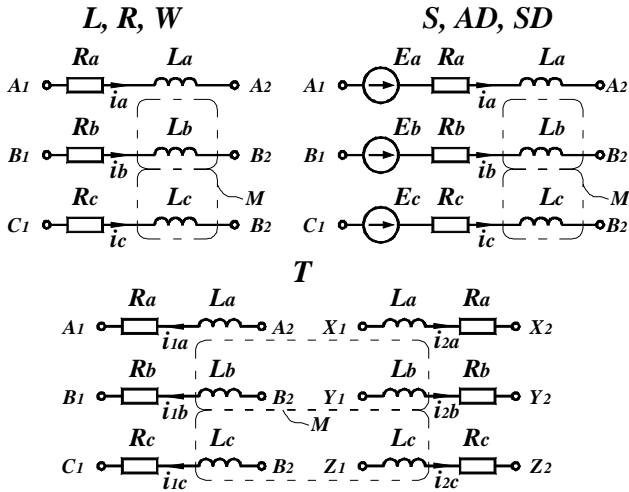 L, R, W
S, AD, SD
Ra La
Ea Ra La
A1 ia A2
A1 ia A2
Rb Lb
Eb Rb Lb
B1 ib B2
B1 ib B2
Rc Lc M
Ec Rc Lc M
C1 ic B2
C1 ic B2
T
Ra La La Ra
A1 i1a A2 X1 i2a X2
Rb Lb Lb Rb
B1 i1b B2 Y1 i2b Y2
M
Rc Lc Lc Rc
C1 i1c B2 Z1 i2c Z2